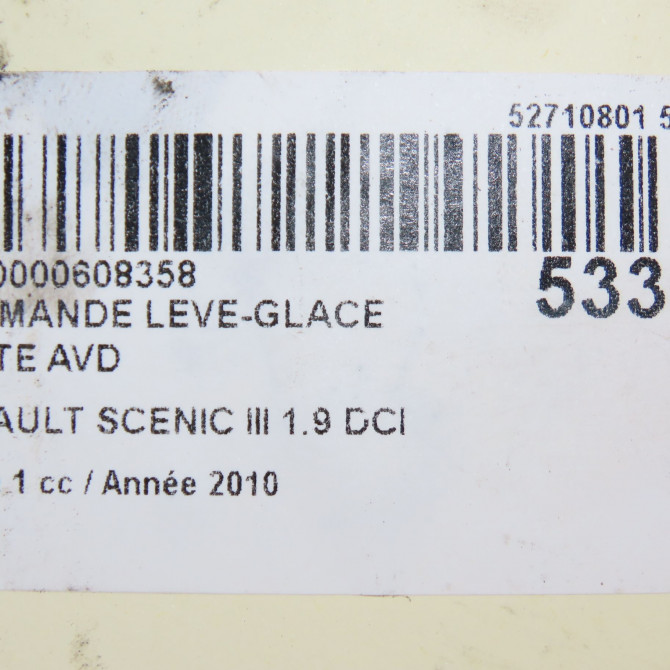 52710801 5
0000608358
533
MANDE LEVE-GLACE
TE AVD
AULT SCENIC III 1.9 DCI
1 cc / Année 2010